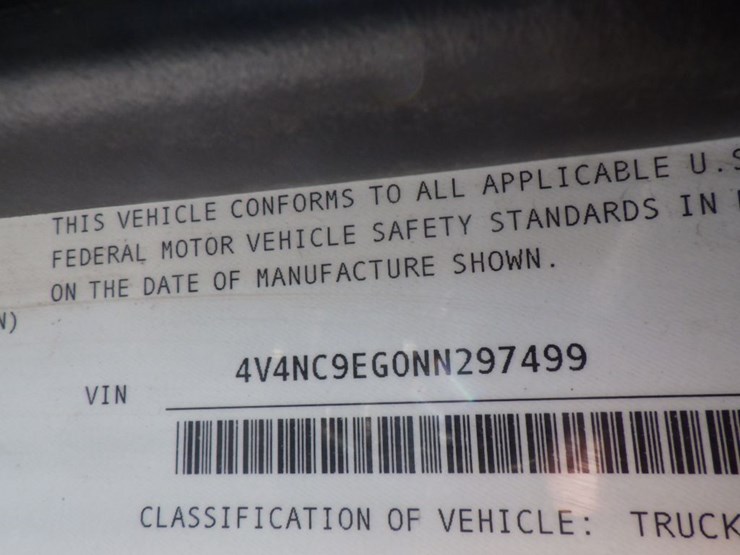 THIS VEHICLE CONFORMS TO ALL APPLICABLE U.S
FEDERAL MOTOR VEHICLE SAFETY STANDARDS IN
ON THE DATE OF MANUFACTURE SHOWN.
N)
VIN 4V4NC9EG0NN297499
CLASSIFICATION OF VEHICLE: TRUCK